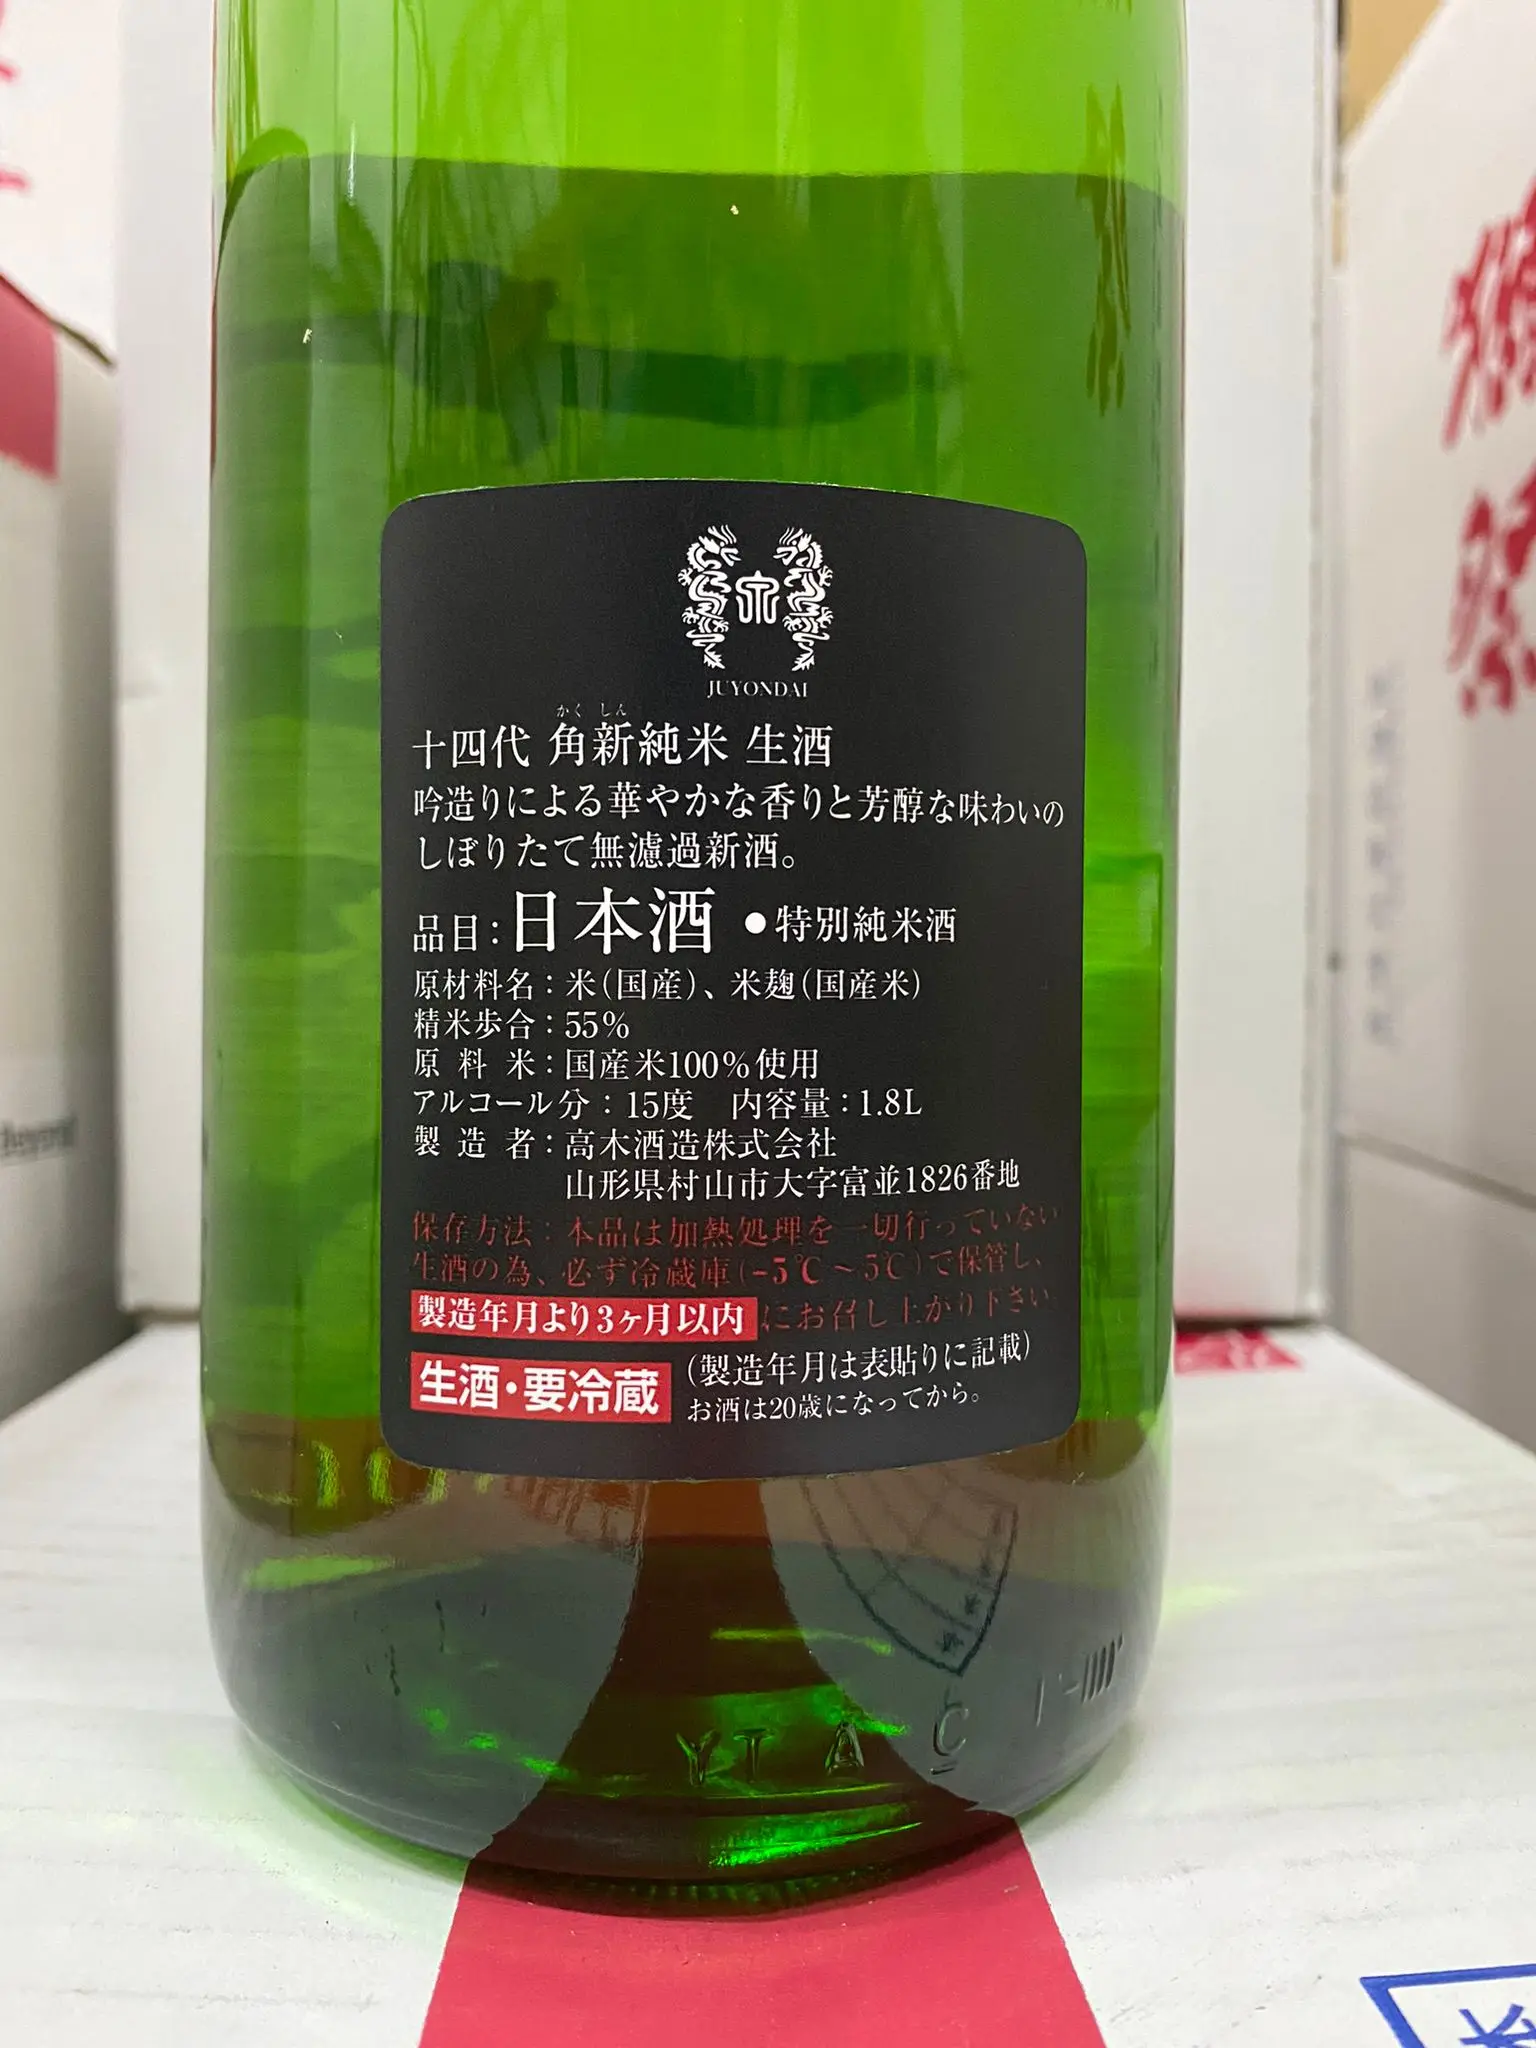 JUYONDAI
かく しん
十四代 角新純米 生酒
吟造りによる華やかな香りと芳醇な味わいの
しぼりたて無濾過新酒。
品目:日本酒 ●特別純米酒
原材料名:米(国産)、米麹(国産米)
精米歩合:55%
原料米:国産米100%使用
アルコール分:15度 内容量:1.8L
製造者:高木酒造株式会社
山形県村山市大字富並1826番地
保存方法:本品は加熱処理を一切行っていない
生酒の為、必ず冷蔵庫(-5℃~5℃)で保管し、
製造年月より3ヶ月以内にお召し上がり下さい
生酒・要冷蔵
(製造年月は表貼りに記載)
お酒は20歳になってから。